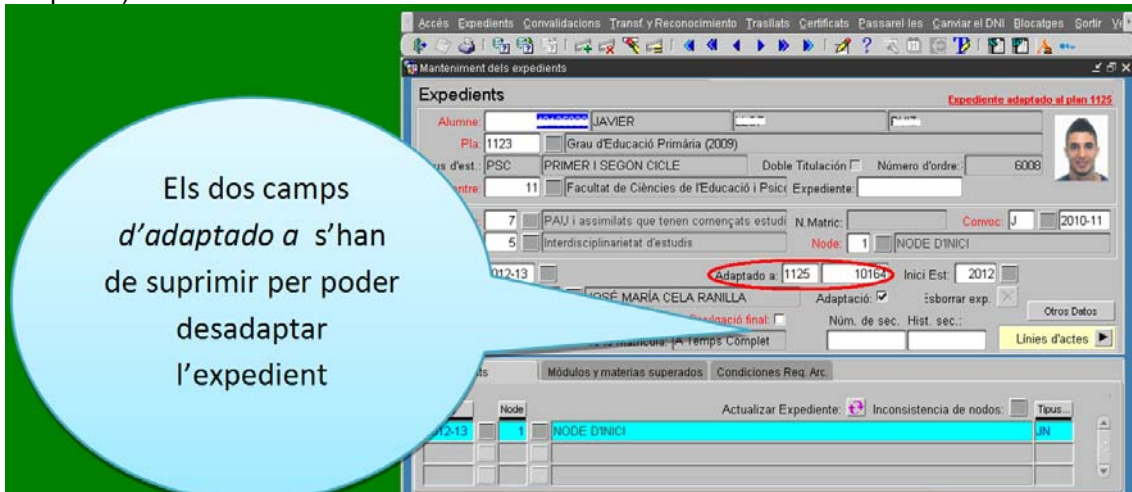 Accés Expedients Convalidacions Transf. y Reconocimiento Trasllats Certificats Passarel·les Canviar el DNI Blocatges Sortir
Manteniment dels expedients
Expedients
Expediente adaptado al plan 1125
Alumne: JAVIER
Pla: 1123 Grau d'Educació Primària (2009)
d'est.: PSC PRIMER I SEGON CICLE Doble Titulación Número d'ordre: 6008
11 Facultat de Ciències de l'Educació i Psico Expediente:
7 PAU i assimilats que tenen començats estudi N.Matric: Convoc: J 2010-11
5 Interdisciplinarietat d'estudis Node: 1 NODE D'INICI
012-13 Adaptado a: 1125 10164 Inici Est: 2012
JOSÉ MARÍA CELA RANILLA Adaptació: Esborrar exp.
final: Núm. de sec. Hist. sec.: Otros Datos
A Temps Complet Línies d'actes
Els dos camps
d'adaptado a s'han
de suprimir per poder
desadaptar
l'expedient
Módulos y materias superados Condiciones Req. Arc.
Node Actualizar Expediente: Inconsistencia de nodos: Tipus...
012-13 1 NODE D'INICI JN